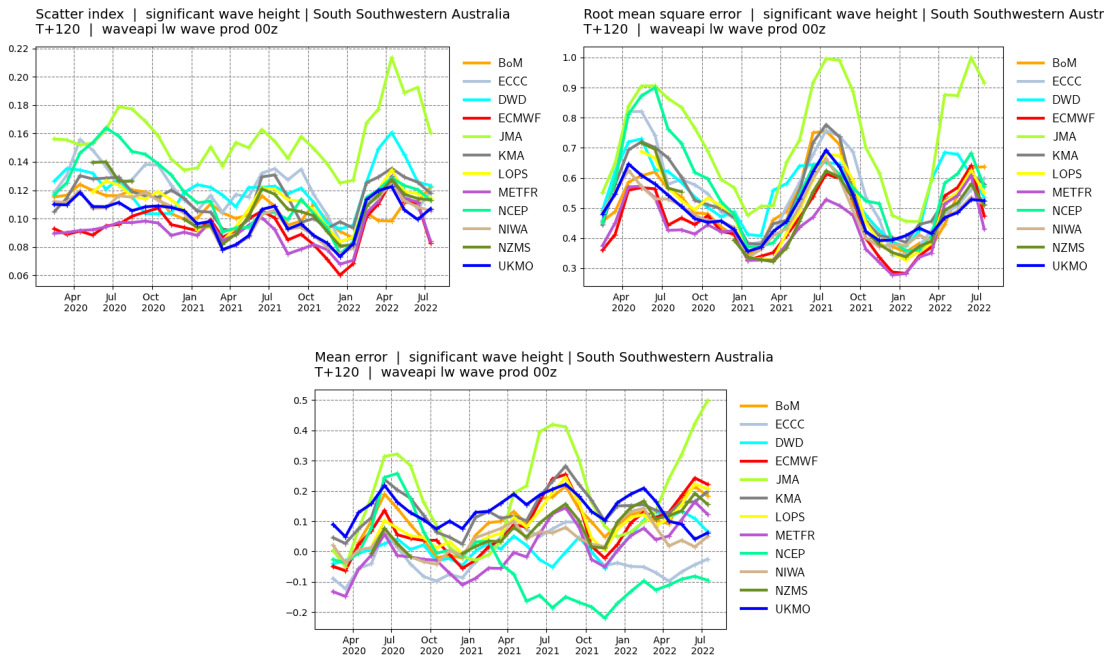 Scatter index | significant wave height | South Southwestern Australia
T+120 | waveapi lw wave prod 00z
0.22
0.20
0.18
0.16
0.14
0.12
0.10
0.08
0.06
Apr 2020
Jul 2020
Oct 2020
Jan 2021
Apr 2021
Jul 2021
Oct 2021
Jan 2022
Apr 2022
Jul 2022
BoM
ECCC
DWD
ECMWF
JMA
KMA
LOPS
METFR
NCEP
NIWA
NZMS
UKMO
Root mean square error | significant wave height | South Southwestern Austr
T+120 | waveapi lw wave prod 00z
1.0
0.9
0.8
0.7
0.6
0.5
0.4
0.3
Apr 2020
Jul 2020
Oct 2020
Jan 2021
Apr 2021
Jul 2021
Oct 2021
Jan 2022
Apr 2022
Jul 2022
BoM
ECCC
DWD
ECMWF
JMA
KMA
LOPS
METFR
NCEP
NIWA
NZMS
UKMO
Mean error | significant wave height | South Southwestern Australia
T+120 | waveapi lw wave prod 00z
0.5
0.4
0.3
0.2
0.1
0.0
−0.1
−0.2
Apr 2020
Jul 2020
Oct 2020
Jan 2021
Apr 2021
Jul 2021
Oct 2021
Jan 2022
Apr 2022
Jul 2022
BoM
ECCC
DWD
ECMWF
JMA
KMA
LOPS
METFR
NCEP
NIWA
NZMS
UKMO